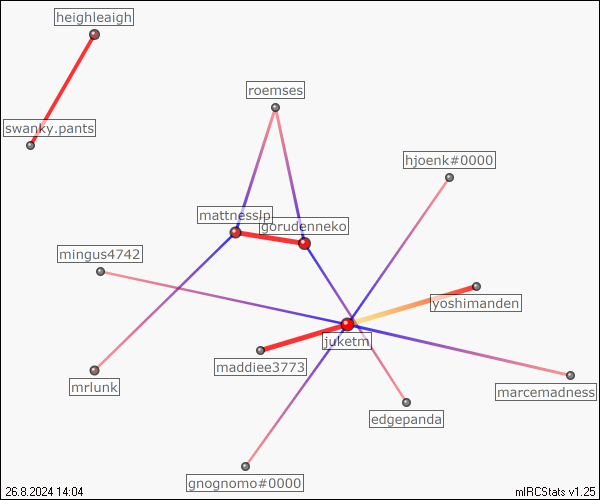 heighleaigh
roemses
swanky.pants
hjoenk#0000
mattnesslp
gorudenneko
mingus4742
yoshimanden
juketm
maddiee3773
mrlunk
marcemadness
edgepanda
gnognomo#0000
26.8.2024 14:04
mIRCStats v1.25